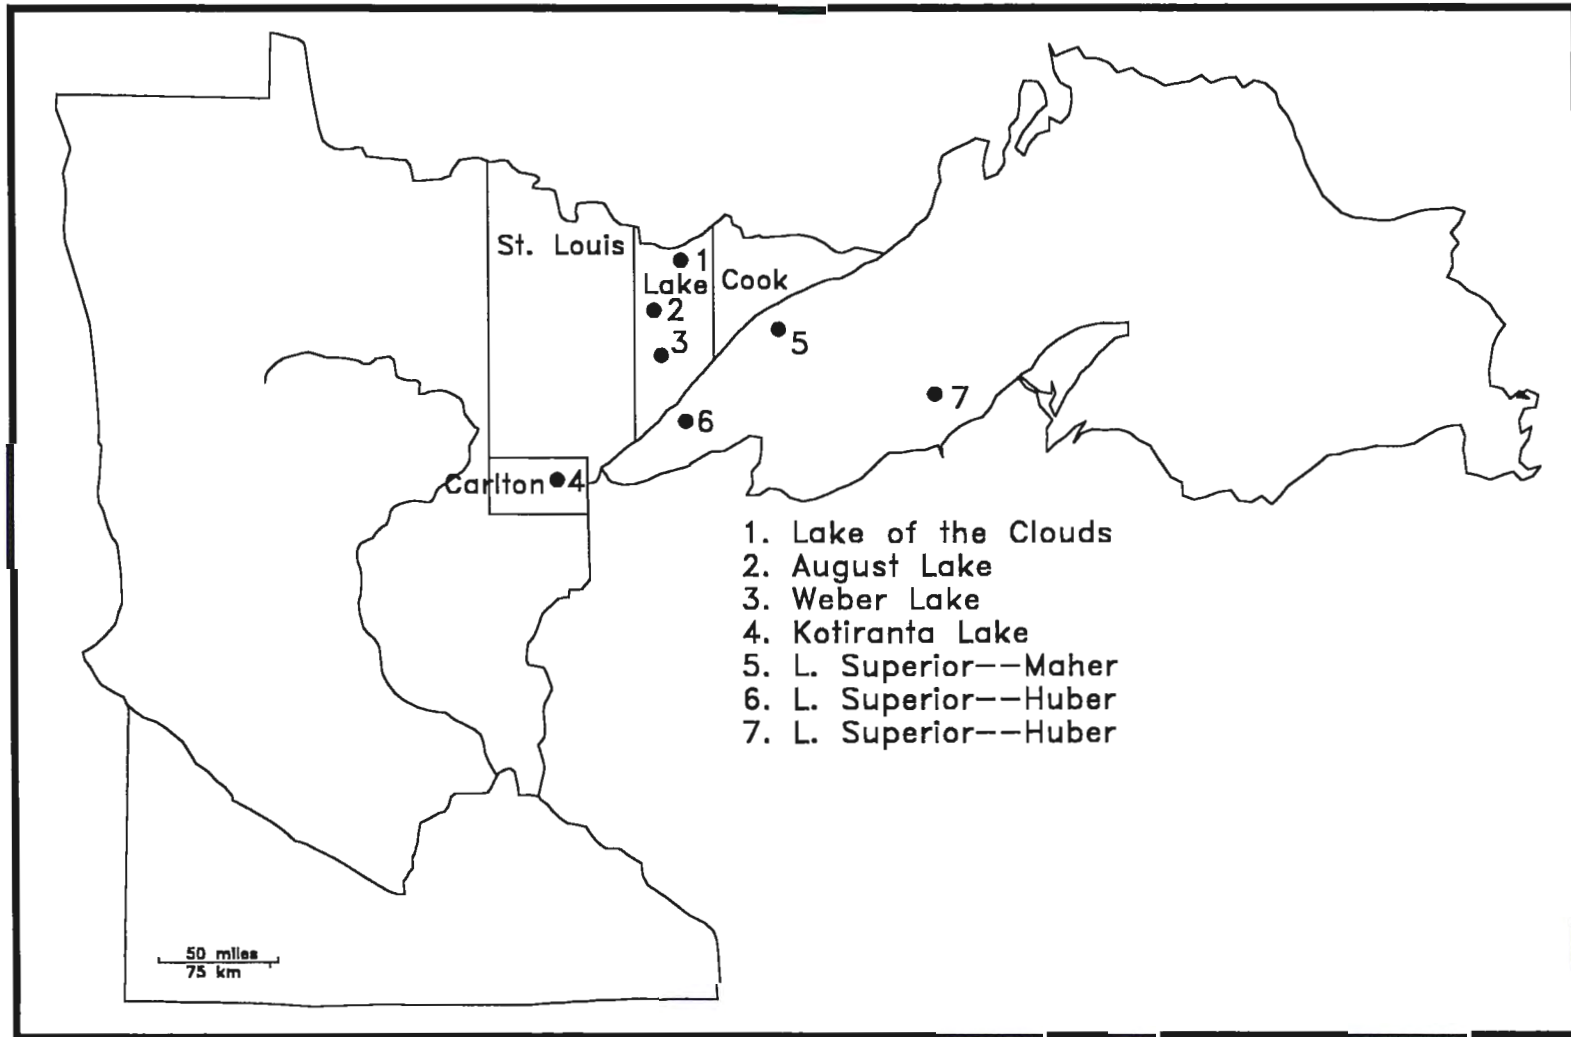 St. Louis
1
Lake
Cook
2
3
5
7
6
Carlton 4
1. Lake of the Clouds
2. August Lake
3. Weber Lake
4. Kotiranta Lake
5. L. Superior--Maher
6. L. Superior--Huber
7. L. Superior--Huber
50 miles
75 km